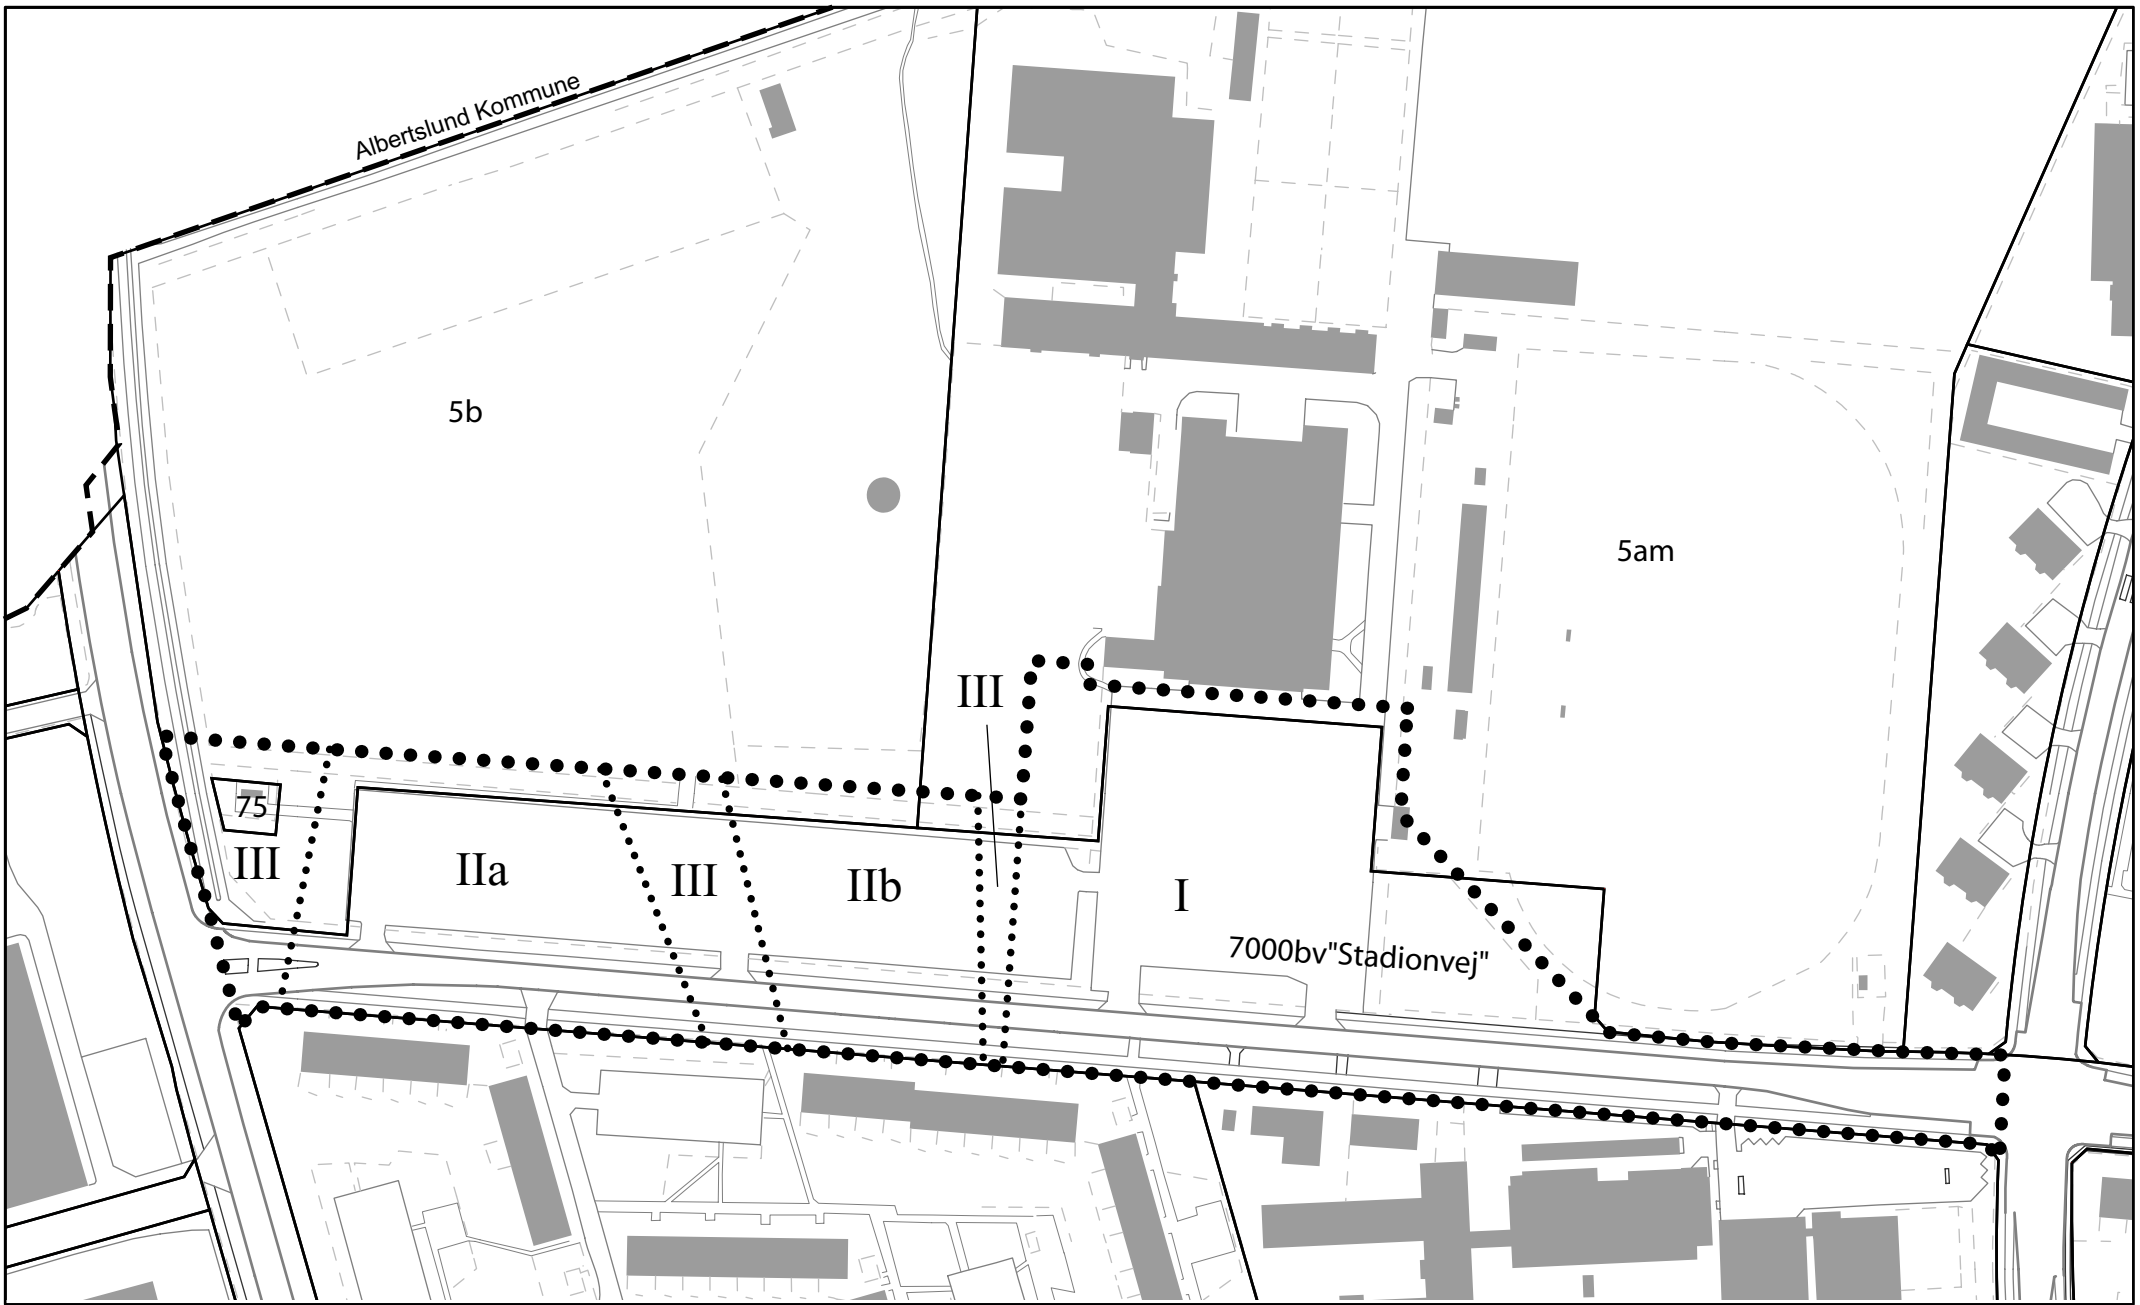 Albertslund Kommune
5b
5am
III
75
III
IIa
III
IIb
I
7000bv"Stadionvej"